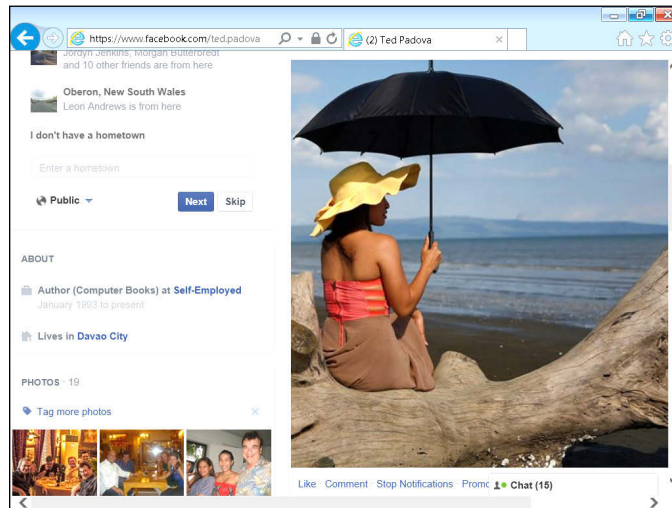 https://www.facebook.com/ted.padova
(2) Ted Padova
Jordyn Jenkins, Morgan Butterbredt
and 10 other friends are from here
Oberon, New South Wales
Leon Andrews is from here
I don't have a hometown
Enter a hometown
Public
Next
Skip
ABOUT
Author (Computer Books) at Self-Employed
January 1993 to present
Lives in Davao City
PHOTOS · 19
Tag more photos
Like · Comment · Stop Notifications · Promo
Chat (15)